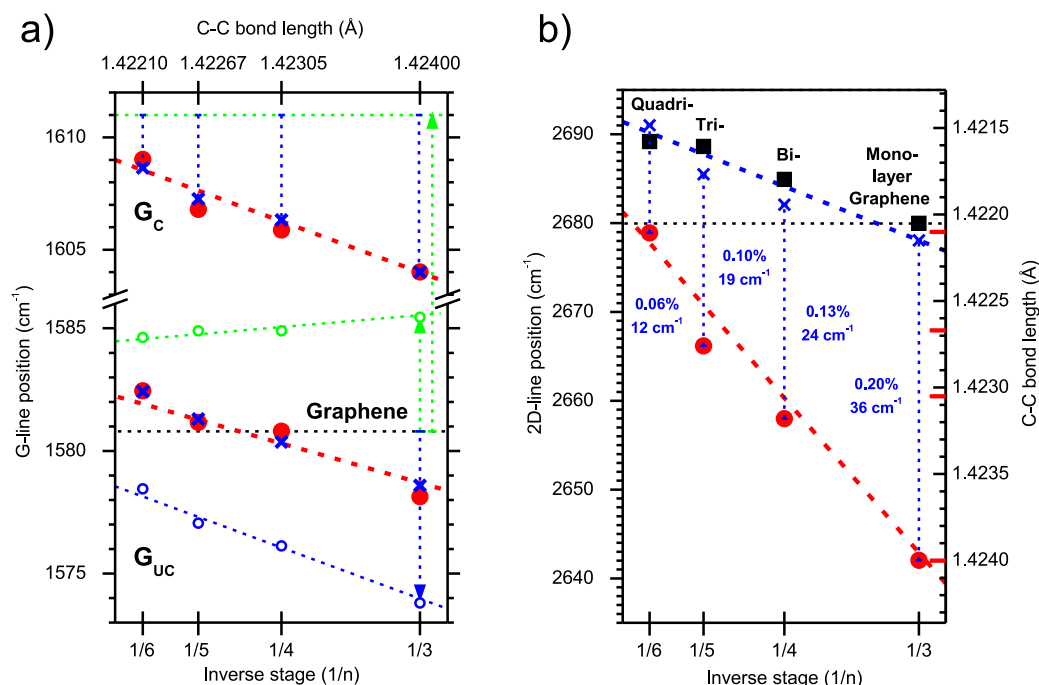 a)
C-C bond length (Å)
1.42210 1.42267 1.42305 1.42400
1610
1605
1585
1580
1575
G-line position (cm⁻¹)
G_C
Graphene
G_UC
1/6 1/5 1/4 1/3
Inverse stage (1/n)
b)
2690
2680
2670
2660
2650
2640
2D-line position (cm⁻¹)
Quadri-
Tri-
Bi-
Mono-
layer
Graphene
0.10%
19 cm⁻¹
0.06%
12 cm⁻¹
0.13%
24 cm⁻¹
0.20%
36 cm⁻¹
1.4215
1.4220
1.4225
1.4230
1.4235
1.4240
C-C bond length (Å)
1/6 1/5 1/4 1/3
Inverse stage (1/n)